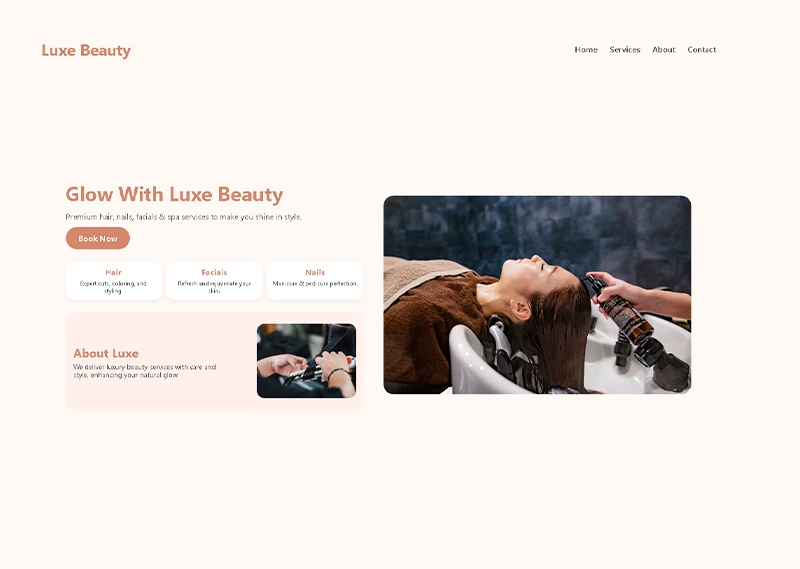 Luxe Beauty
Home Services About Contact
Glow With Luxe Beauty
Premium hair, nails, facials & spa services to make you shine in style.
Book Now
Hair
Expert cuts, coloring, and
styling.
Facials
Refresh and rejuvenate your
skin.
Nails
Manicure & pedicure perfection.
About Luxe
We deliver luxury beauty services with care and
style, enhancing your natural glow.